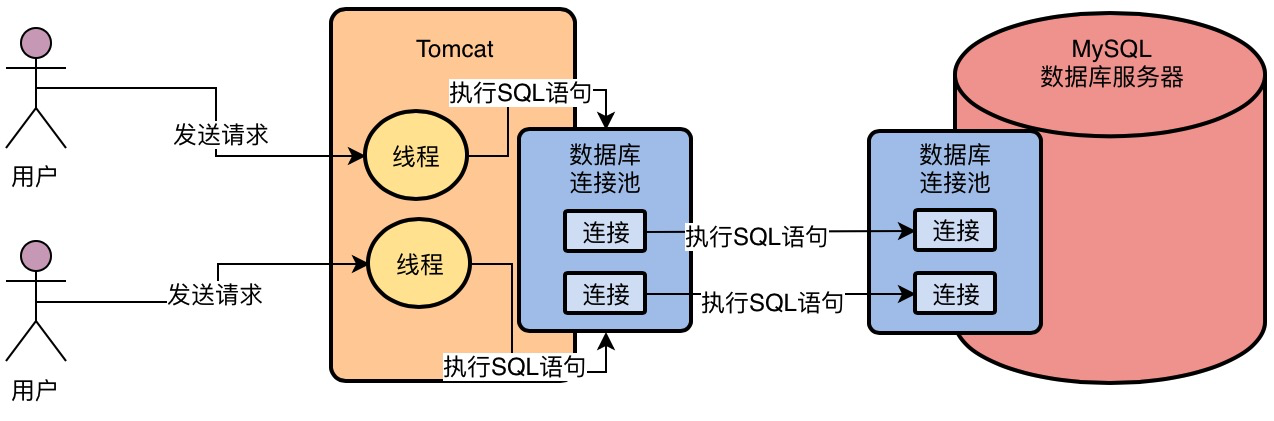 Tomcat
MySQL
数据库服务器
执行SQL语句
发送请求
线程
数据库
连接池
数据库
连接池
用户
连接
执行SQL语句
连接
线程
发送请求
连接
执行SQL语句
连接
执行SQL语句
用户